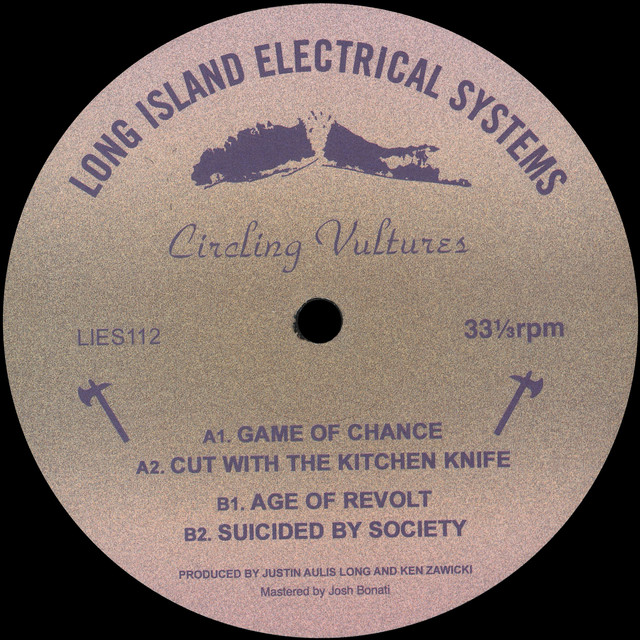 LONG ISLAND ELECTRICAL SYSTEMS
Circling Vultures
LIES112
33⅓rpm
A1. GAME OF CHANCE
A2. CUT WITH THE KITCHEN KNIFE
B1. AGE OF REVOLT
B2. SUICIDED BY SOCIETY
PRODUCED BY JUSTIN AULIS LONG AND KEN ZAWICKI
Mastered by Josh Bonati